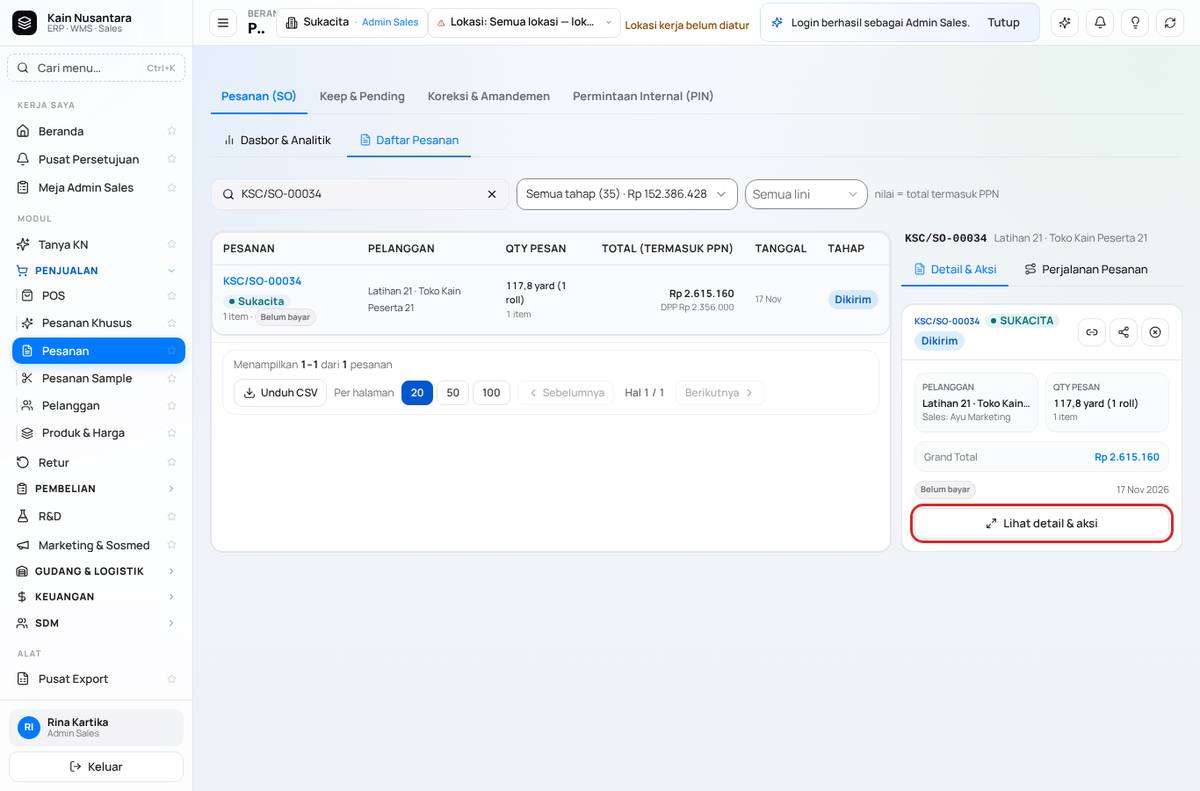 Kain Nusantara
ERP · WMS · Sales
Cari menu...
Ctrl+K
KERJA SAYA
Beranda
Pusat Persetujuan
Meja Admin Sales
MODUL
Tanya KN
PENJUALAN
POS
Pesanan Khusus
Pesanan
Pesanan Sample
Pelanggan
Produk & Harga
Retur
PEMBELIAN
R&D
Marketing & Sosmed
GUDANG & LOGISTIK
KEUANGAN
SDM
ALAT
Pusat Export
RI
Rina Kartika
Admin Sales
Keluar
BERAN
P..
Sukacita · Admin Sales
Lokasi: Semua lokasi — lok...
Lokasi kerja belum diatur
Login berhasil sebagai Admin Sales.
Tutup
Pesanan (SO)
Keep & Pending
Koreksi & Amandemen
Permintaan Internal (PIN)
Dasbor & Analitik
Daftar Pesanan
KSC/SO-00034
Semua tahap (35) · Rp 152.386.428
Semua lini
nilai = total termasuk PPN
PESANAN PELANGGAN QTY PESAN TOTAL (TERMASUK PPN) TANGGAL TAHAP
KSC/SO-00034
Sukacita
1 item · Belum bayar
Latihan 21 · Toko Kain
Peserta 21
117,8 yard (1
roll)
1 item
Rp 2.615.160
DPP Rp 2.356.000
17 Nov
Dikirim
Menampilkan 1–1 dari 1 pesanan
Unduh CSV
Per halaman
20
50
100
Sebelumnya
Hal 1 / 1
Berikutnya
KSC/SO-00034 Latihan 21 · Toko Kain Peserta 21
Detail & Aksi
Perjalanan Pesanan
KSC/SO-00034
SUKACITA
Dikirim
PELANGGAN
Latihan 21 · Toko Kain...
Sales: Ayu Marketing
QTY PESAN
117,8 yard (1 roll)
1 item
Grand Total
Rp 2.615.160
Belum bayar
17 Nov 2026
Lihat detail & aksi